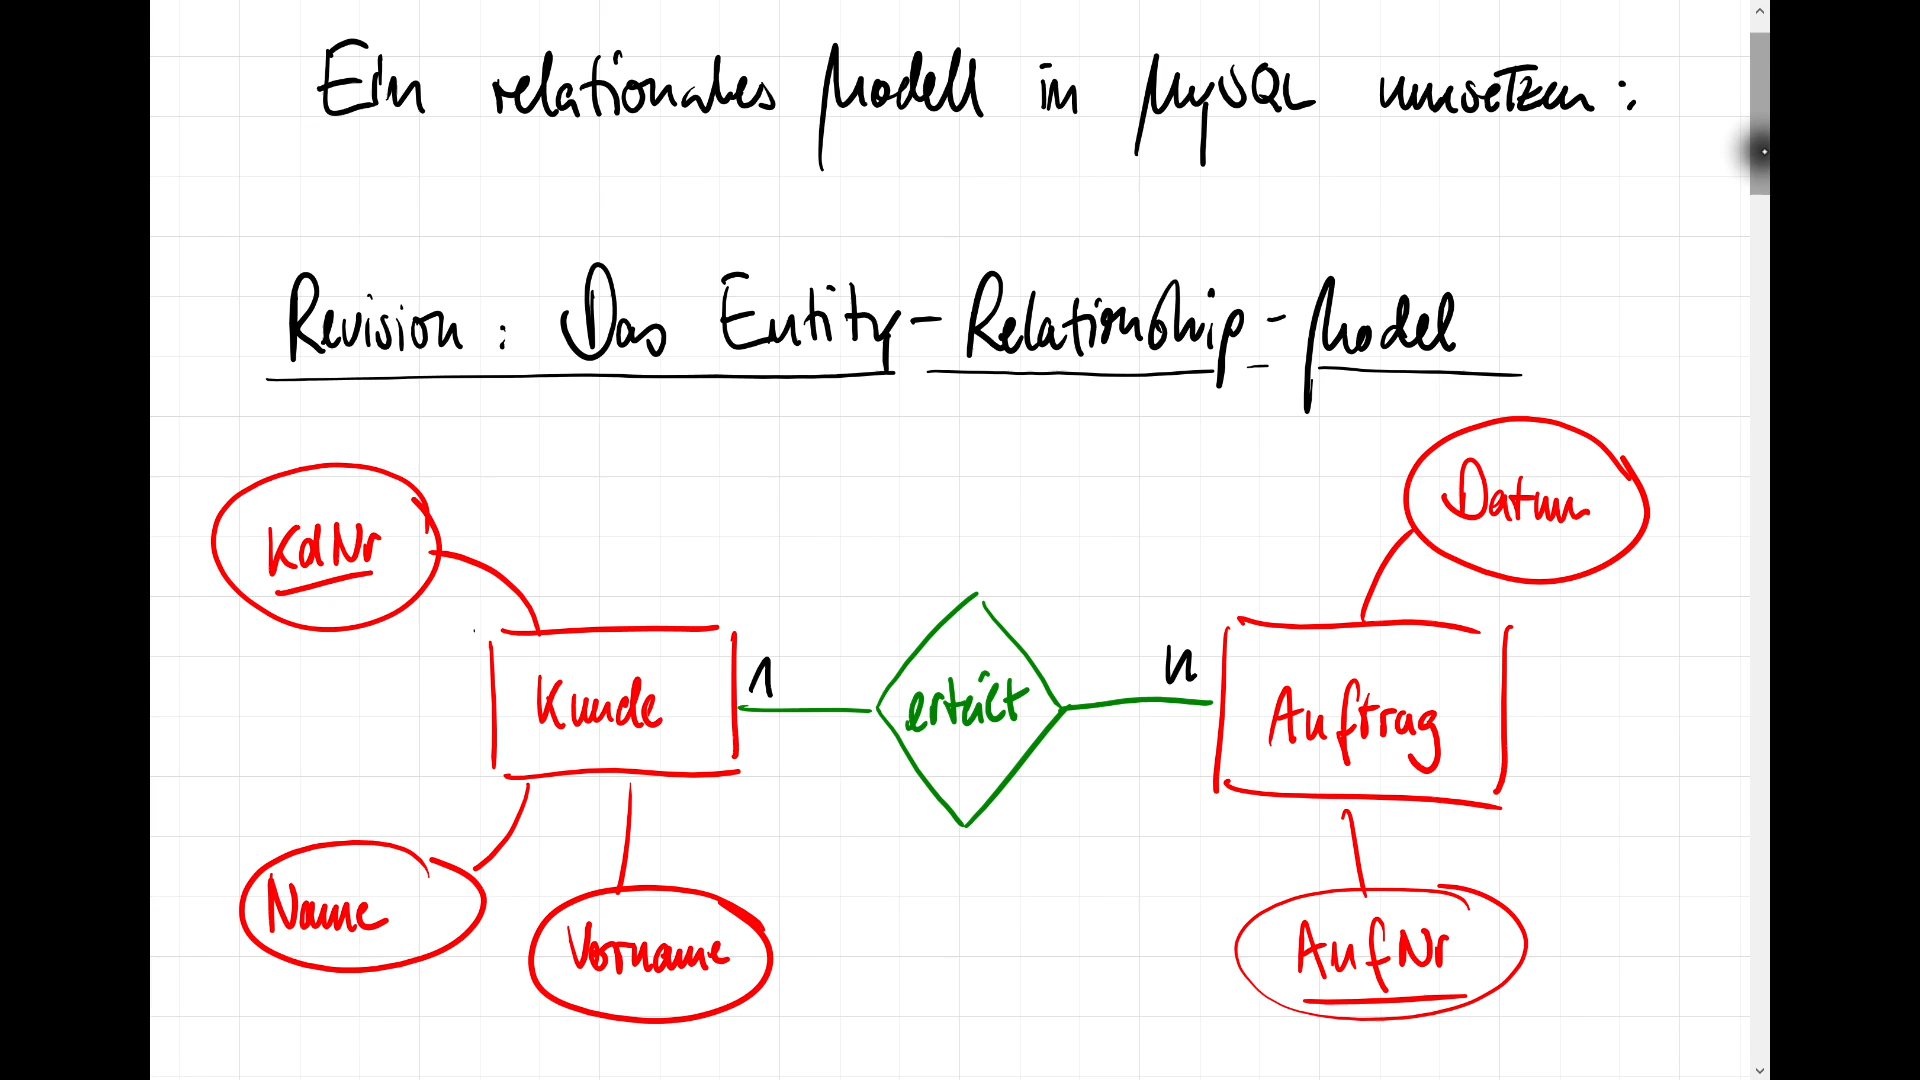 Ein relationales Modell in MySQL umsetzen:
Revision: Das Entity-Relationship-Model
Datum
KdNr
Kunde
1
erteilt
n
Auftrag
Name
Vorname
AufNr